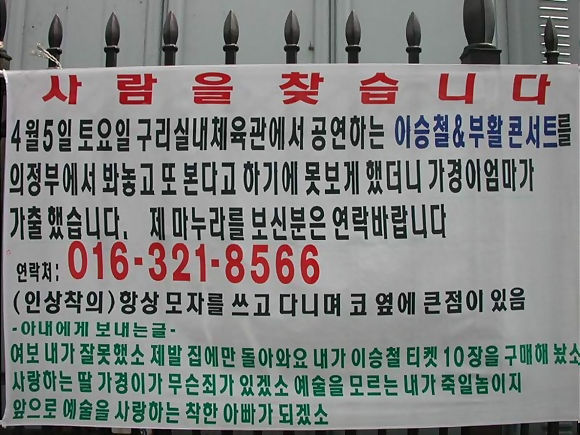 사람을 찾습니다
4월5일 토요일 구리실내체육관에서 공연하는 이승철&부활 콘서트를
의정부에서 봐놓고 또 본다고 하기에 못보게 했더니 가경이엄마가
가출했습니다. 제 마누라를 보신분은 연락바랍니다
연락처: 016-321-8566
(인상착의)항상 모자를 쓰고 다니며 코 옆에 큰점이 있음
-아내에게 보내는글-
여보 내가 잘못했소 제발 집에만 돌아와요 내가 이승철 티켓 10장을 구매해 놨소
사랑하는 딸 가경이가 무슨죄가 있겠소 예술을 모르는 내가 죽일놈이지
앞으로 예술을 사랑하는 착한 아빠가 되겠소